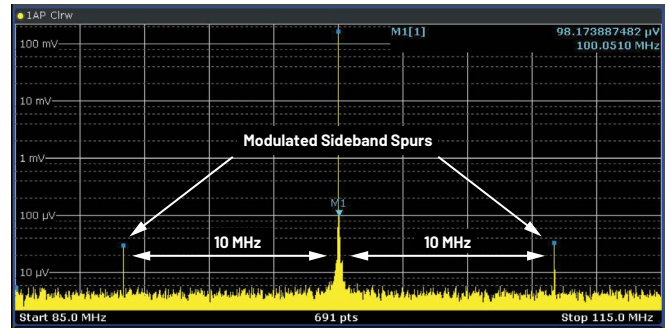 1AP Clrw
M1[1] 98.173887482 µV
100.0510 MHz
100 mV
10 mV
Modulated Sideband Spurs
1 mV
M1
100 µV
10 MHz 10 MHz
10 µV
Start 85.0 MHz 691 pts Stop 115.0 MHz